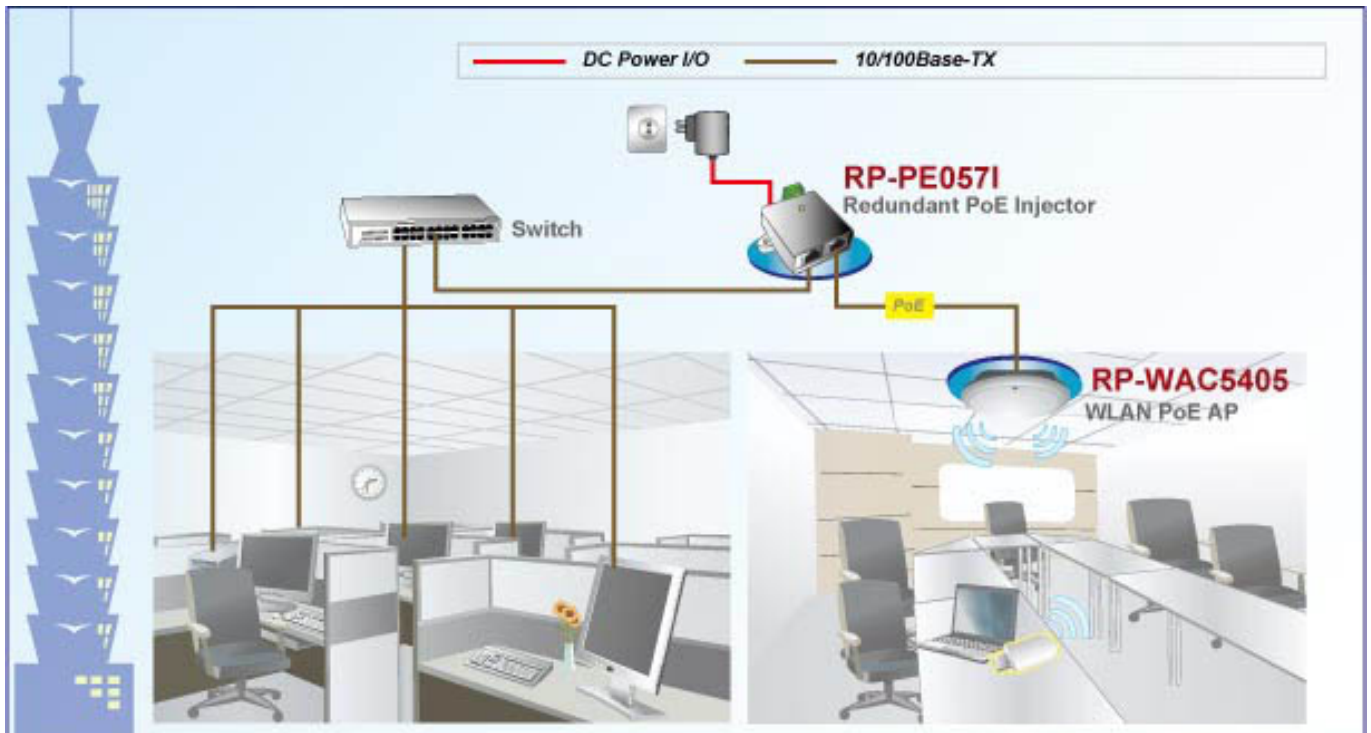 DC Power I/O
10/100Base-TX
RP-PE057I
Redundant PoE Injector
Switch
PoE
RP-WAC5405
WLAN PoE AP